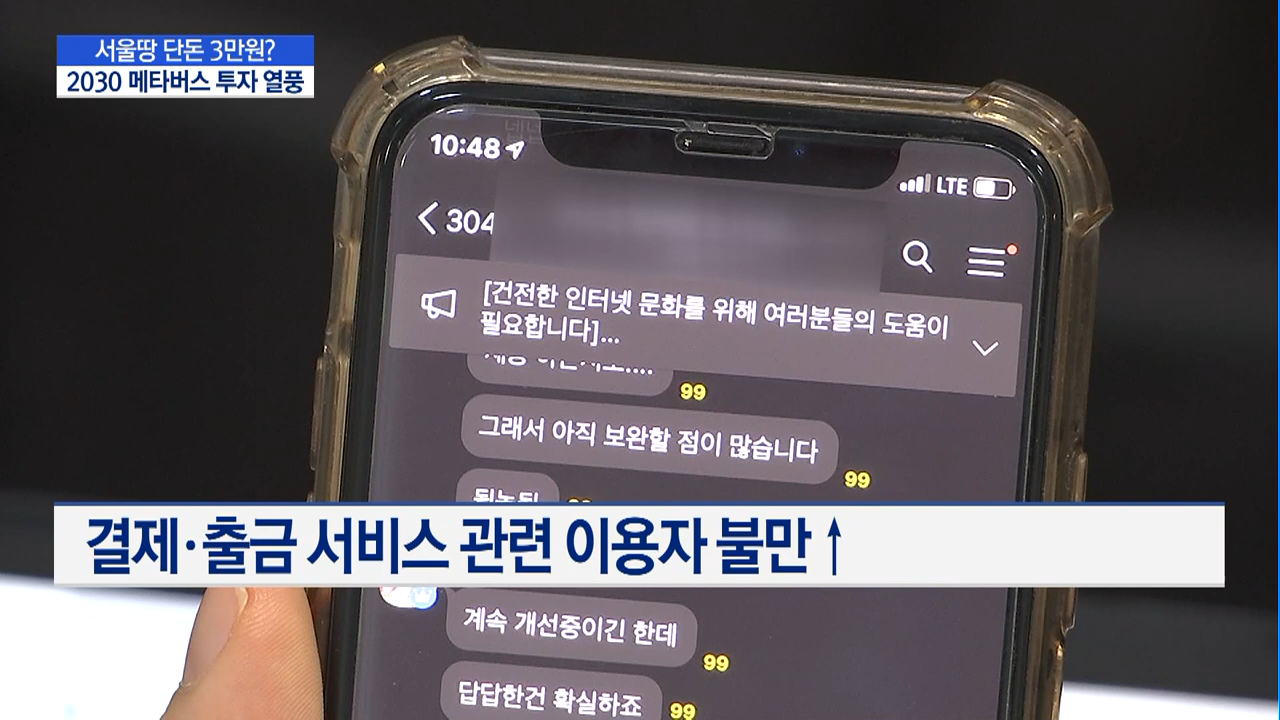 서울땅 단돈 3만원?
2030 메타버스 투자 열풍
10:48
LTE
304
[건전한 인터넷 문화를 위해 여러분들의 도움이
필요합니다]...
99
그래서 아직 보완할 점이 많습니다
99
결제·출금 서비스 관련 이용자 불만↑
계속 개선중이긴 한데
99
답답한건 확실하죠
99